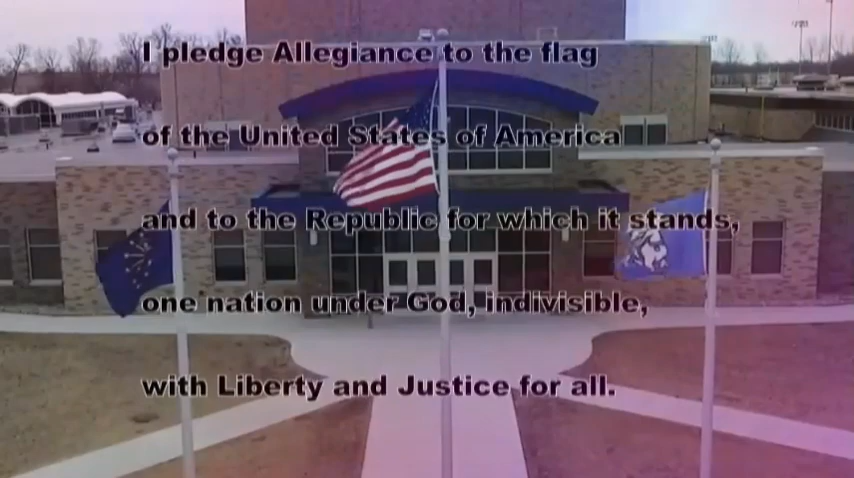 I pledge Allegiance to the flag
of the United States of America
and to the Republic for which it stands,
one nation under God, indivisible,
with Liberty and Justice for all.